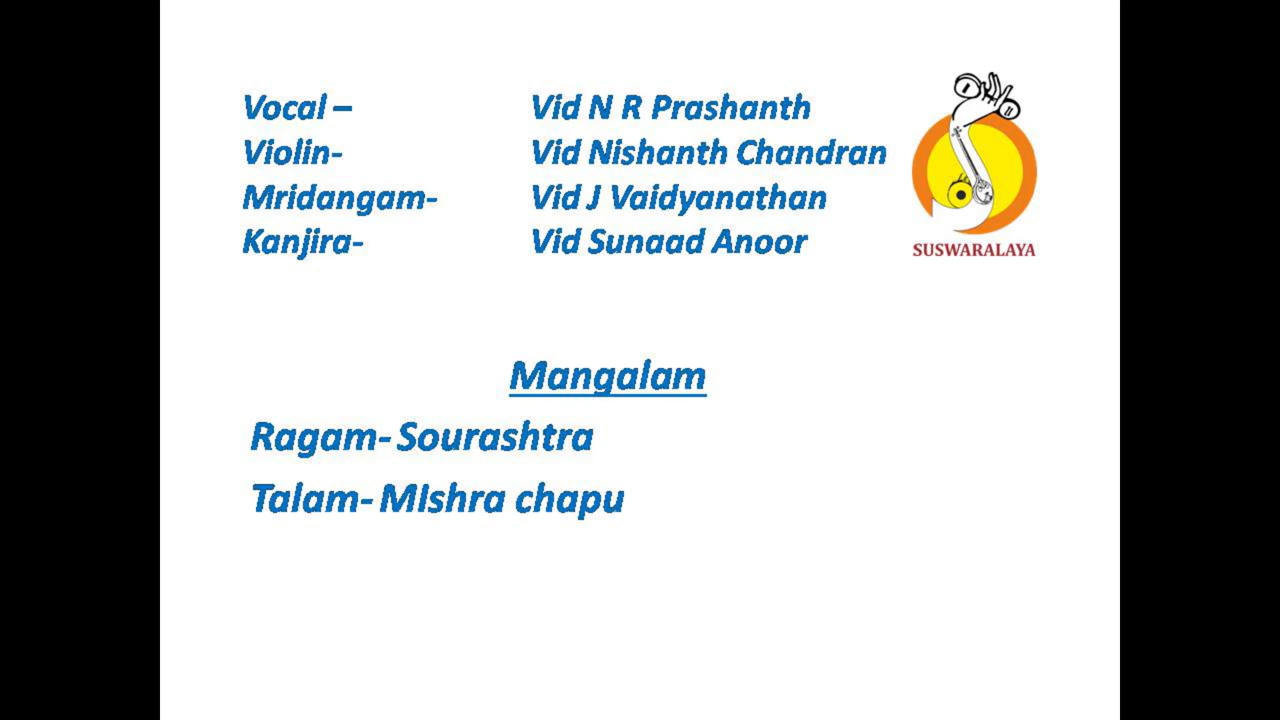 Vocal – Vid N R Prashanth
Violin- Vid Nishanth Chandran
Mridangam- Vid J Vaidyanathan
Kanjira- Vid Sunaad Anoor
SUSWARALAYA
Mangalam
Ragam- Sourashtra
Talam- MIshra chapu